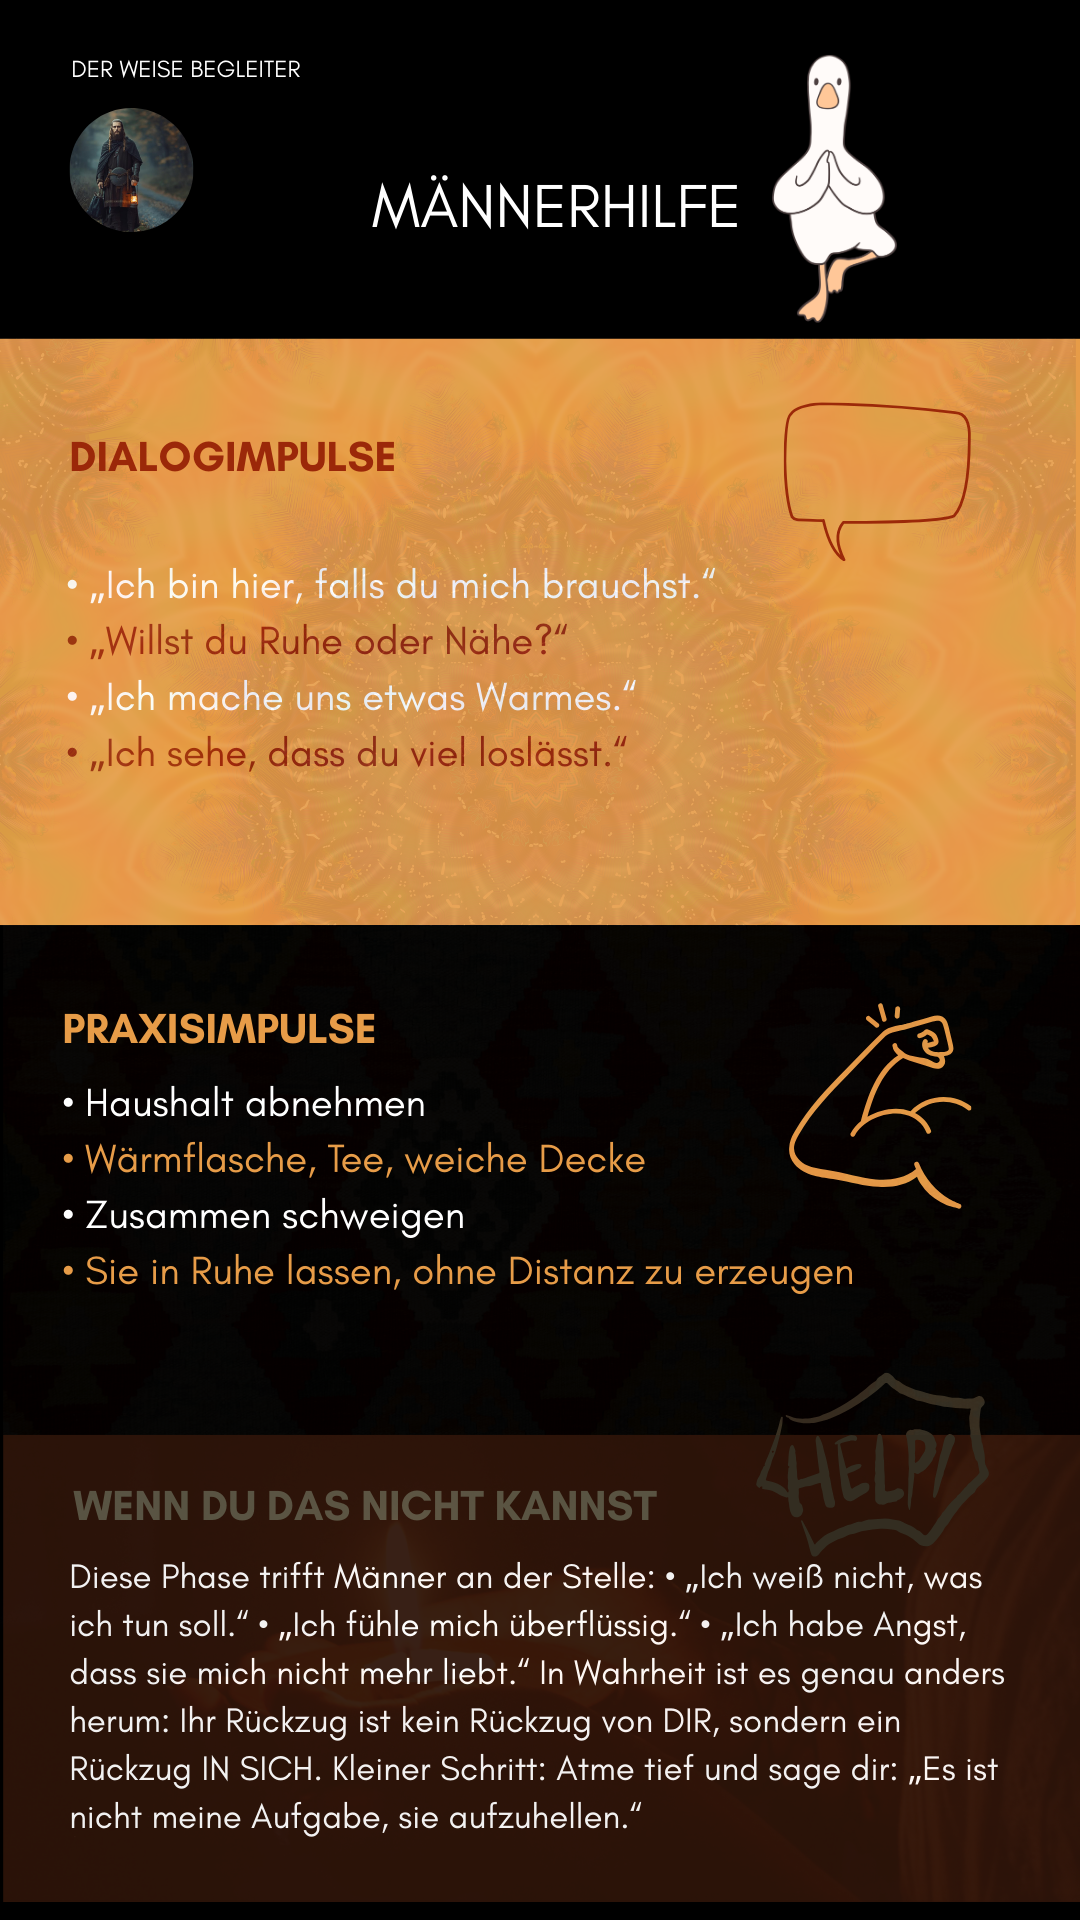 DER WEISE BEGLEITER
MÄNNERHILFE
DIALOGIMPULSE
• „Ich bin hier, falls du mich brauchst.“
• „Willst du Ruhe oder Nähe?“
• „Ich mache uns etwas Warmes.“
• „Ich sehe, dass du viel loslässt.“
PRAXISIMPULSE
• Haushalt abnehmen
• Wärmflasche, Tee, weiche Decke
• Zusammen schweigen
• Sie in Ruhe lassen, ohne Distanz zu erzeugen
HELP!
WENN DU DAS NICHT KANNST
Diese Phase trifft Männer an der Stelle: • „Ich weiß nicht, was
ich tun soll.“ • „Ich fühle mich überflüssig.“ • „Ich habe Angst,
dass sie mich nicht mehr liebt.“ In Wahrheit ist es genau anders
herum: Ihr Rückzug ist kein Rückzug von DIR, sondern ein
Rückzug IN SICH. Kleiner Schritt: Atme tief und sage dir: „Es ist
nicht meine Aufgabe, sie aufzuhellen.“